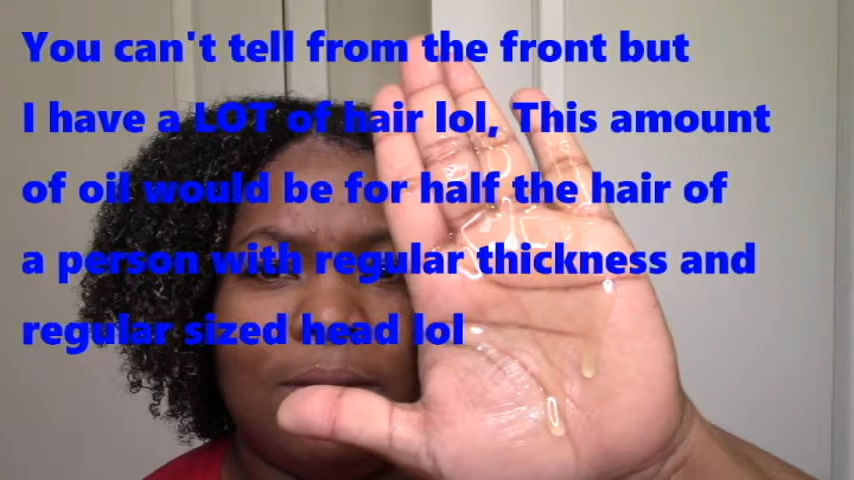 You can't tell from the front but
I have a LOT of hair lol, This amount
of oil would be for half the hair of
a person with regular thickness and
regular sized head lol